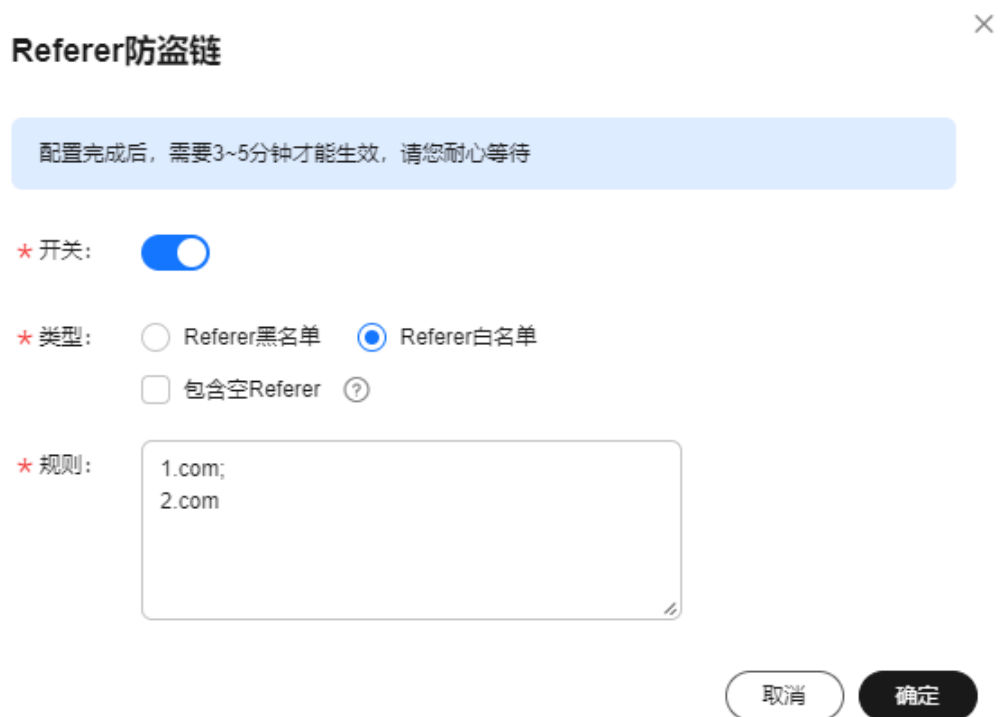 Referer防盗链
配置完成后，需要3~5分钟才能生效，请您耐心等待
* 开关：
* 类型： Referer黑名单 Referer白名单
包含空Referer ?
* 规则： 1.com;
2.com
取消 确定